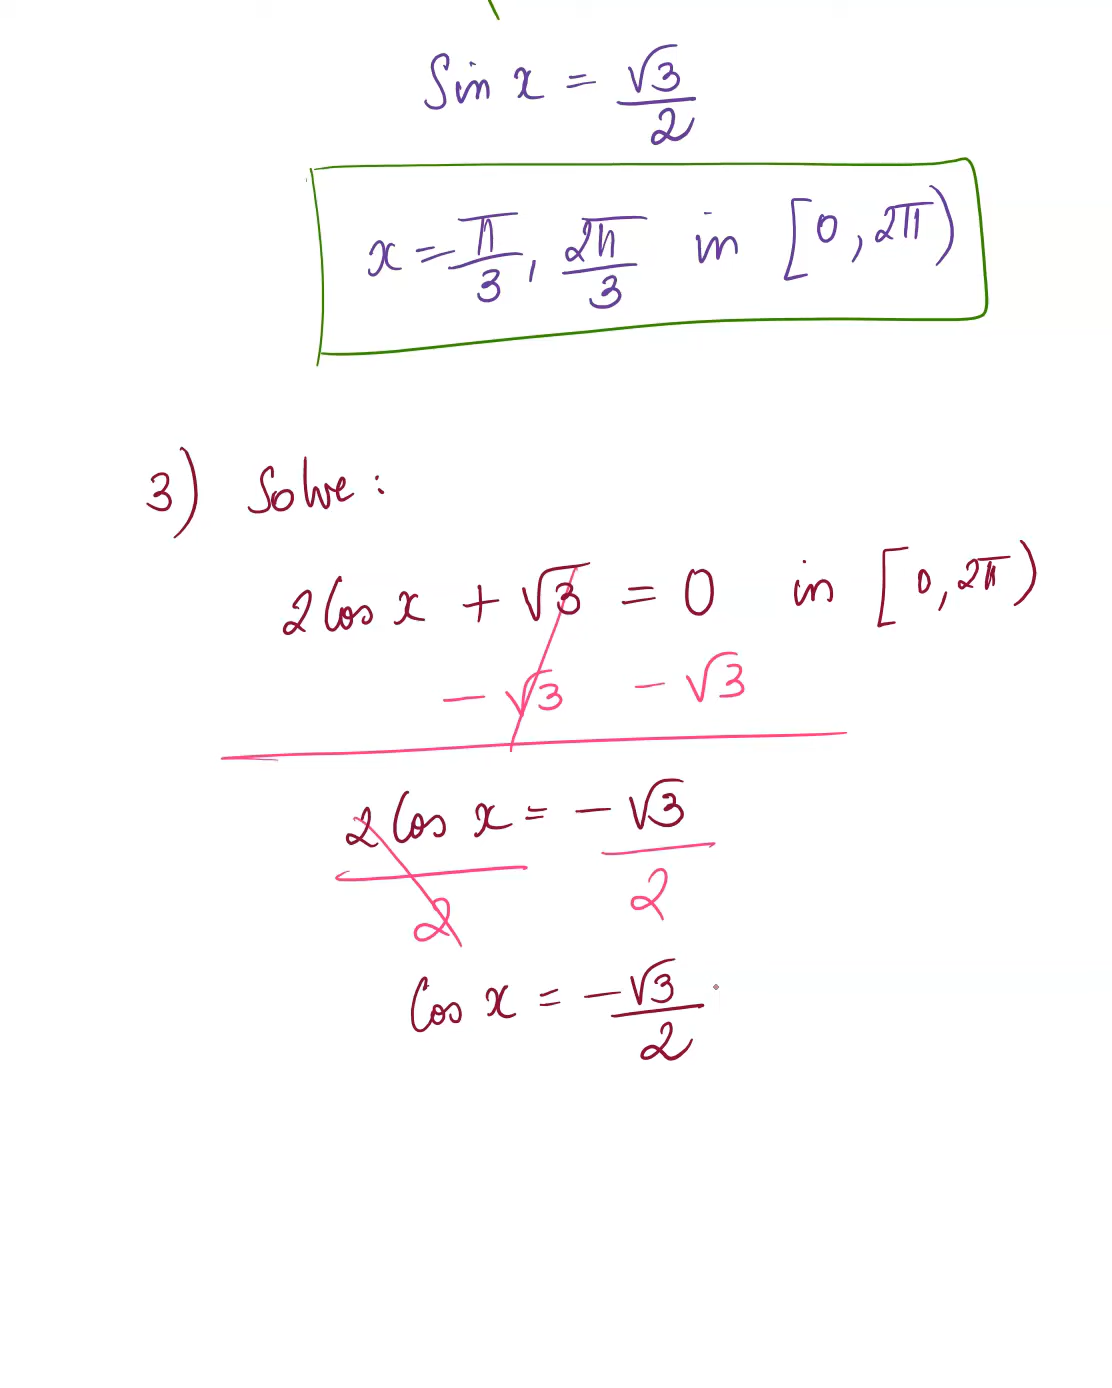 Sin x = √3/2
x = π/3, 2π/3 in [0, 2π)
3) Solve:
2 Cos x + √3 = 0 in [0, 2π)
- √3 - √3
2 Cos x/2 = -√3/2
Cos x = -√3/2